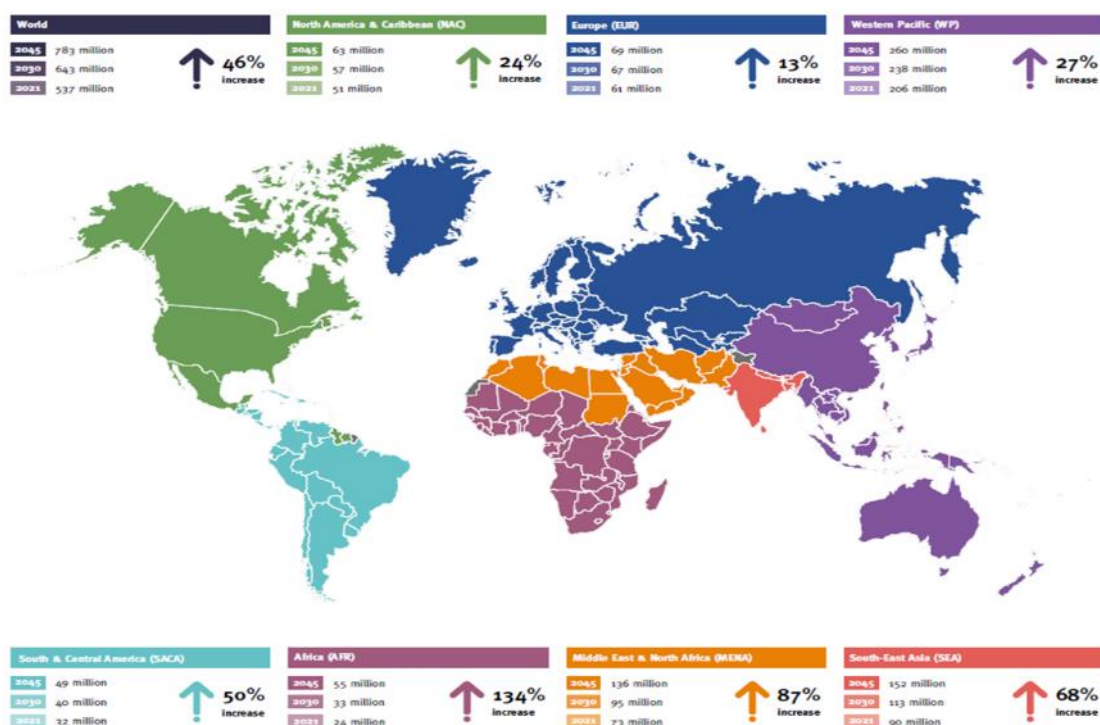 World
2045 783 million
2030 643 million
2021 537 million
46%
increase
North America & Caribbean (NAC)
2045 63 million
2030 57 million
2021 51 million
24%
increase
Europe (EUR)
2045 69 million
2030 67 million
2021 61 million
13%
increase
Western Pacific (WP)
2045 260 million
2030 238 million
2021 206 million
27%
increase
South & Central America (SACA)
2045 49 million
2030 40 million
2021 32 million
50%
increase
Africa (AFR)
2045 55 million
2030 33 million
2021 24 million
134%
increase
Middle East & North Africa (MENA)
2045 136 million
2030 95 million
2021 73 million
87%
increase
South-East Asia (SEA)
2045 152 million
2030 113 million
2021 90 million
68%
increase